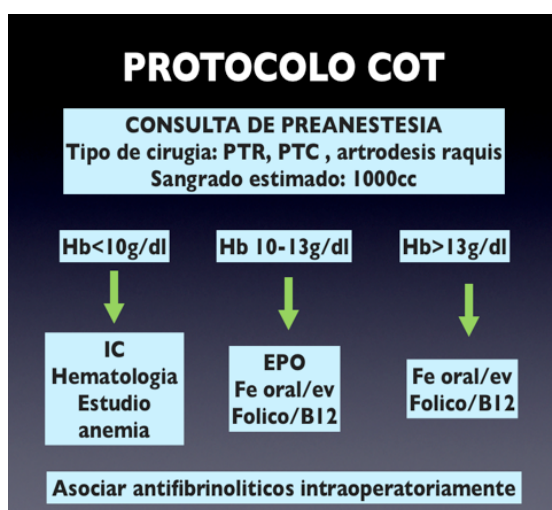 PROTOCOLO COT
CONSULTA DE PREANESTESIA
Tipo de cirugia: PTR, PTC , artrodesis raquis
Sangrado estimado: 1000cc
Hb<10g/dl
Hb 10-13g/dl
Hb>13g/dl
IC
Hematologia
Estudio
anemia
EPO
Fe oral/ev
Folico/B12
Fe oral/ev
Folico/B12
Asociar antifibrinoliticos intraoperatoriamente